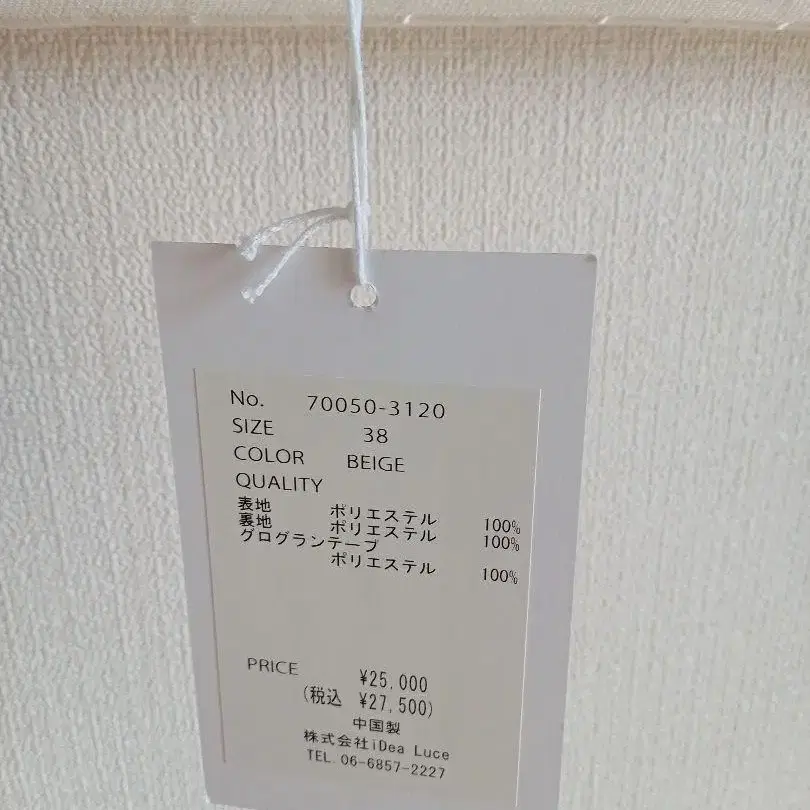 No. 70050-3120
SIZE 38
COLOR BEIGE
QUALITY
表地 ポリエステル 100%
裏地 ポリエステル 100%
グログランテープ
ポリエステル 100%
PRICE ¥25,000
(税込 ¥27,500)
中国製
株式会社iDea Luce
TEL.06-6857-2227